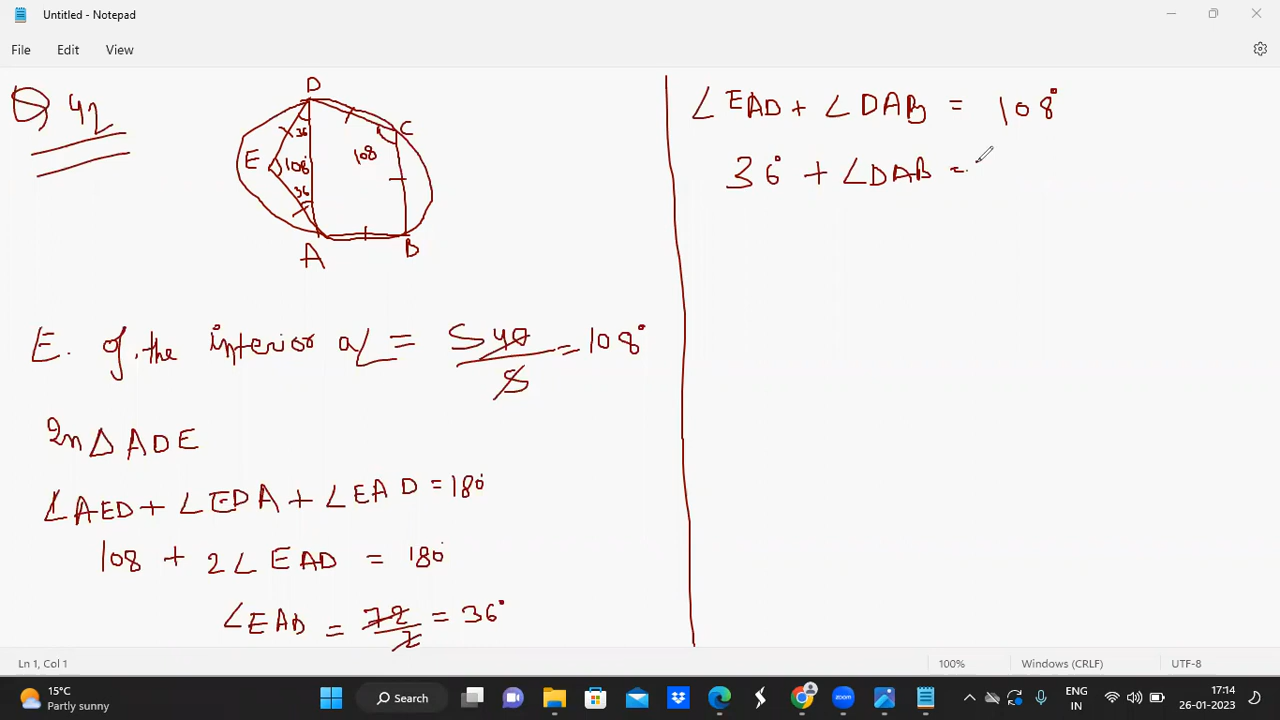 Untitled - Notepad
File Edit View
Q 42
D
C
36
E 108°
108
36
A
B
E. of the interior a∠ = 540/5 = 108°
In △ ADE
∠AED + ∠EDA + ∠EAD = 180°
108 + 2∠EAD = 180°
∠EAD = 72/2 = 36°
∠EAD + ∠DAB = 108°
36° + ∠DAB =
Ln 1, Col 1
100%
Windows (CRLF)
UTF-8
15°C
Partly sunny
Search
zoom
ENG
IN
17:14
26-01-2023